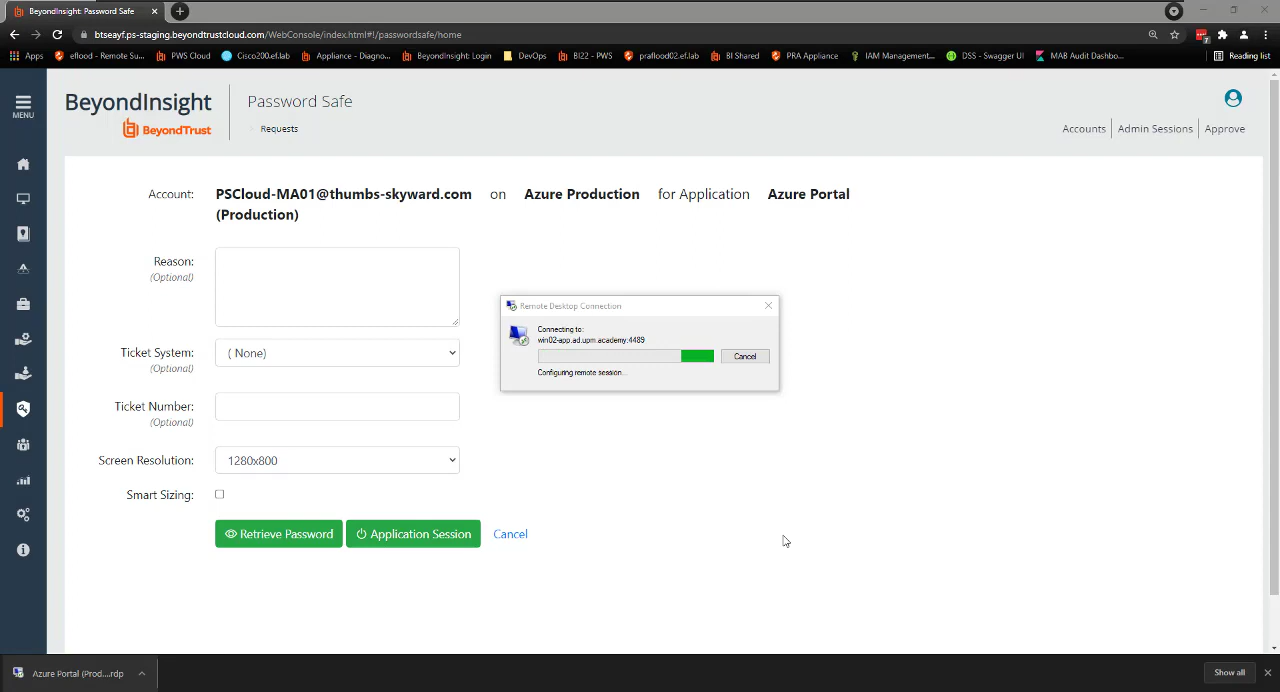 BeyondInsight: Password Safe
btseayf.ps-staging.beyondtrustcloud.com/WebConsole/index.html#!/passwordsafe/home
Apps
eflood - Remote Su...
PWS Cloud
Cisco200.ef.lab
Appliance - Diagno...
BeyondInsight: Login
DevOps
BI22 - PWS
praflood02.ef.lab
BI Shared
PRA Appliance
IAM Management...
DSS - Swagger UI
MAB Audit Dashbo...
Reading list
MENU
BeyondInsight
BeyondTrust
Password Safe
Requests
Accounts
Admin Sessions
Approve
Account:
PSCloud-MA01@thumbs-skyward.com on Azure Production for Application Azure Portal
(Production)
Reason:
(Optional)
Remote Desktop Connection
Connecting to:
win02-app.ad.upm.academy:4489
Cancel
Configuring remote session...
Ticket System:
(Optional)
( None)
Ticket Number:
(Optional)
Screen Resolution:
1280x800
Smart Sizing:
Retrieve Password
Application Session
Cancel
Azure Portal (Prod....rdp
Show all